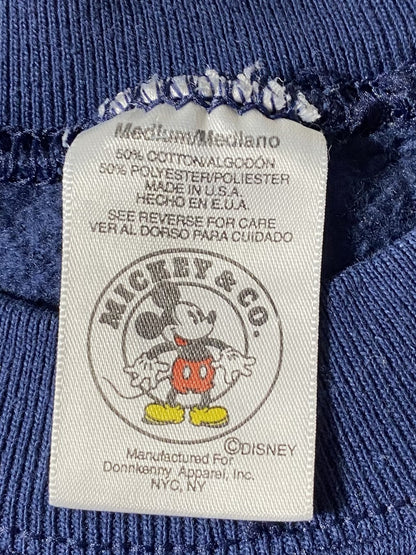 Medium/Mediano
50% COTTON/ALGODÓN
50% POLYESTER/POLIESTER
MADE IN U.S.A.
HECHO EN E.U.A.
SEE REVERSE FOR CARE
VER AL DORSO PARA CUIDADO
MICKEY & CO.
©DISNEY
Manufactured For
Donnkenny Apparel, Inc.
NYC, NY